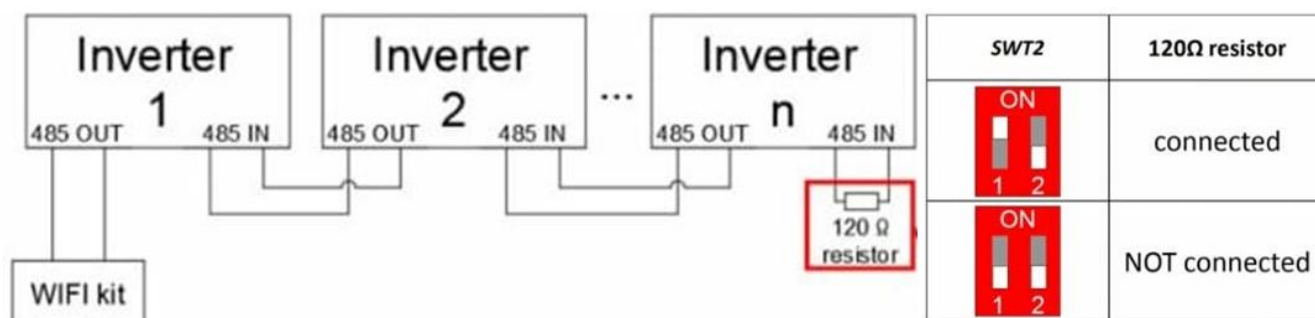 Inverter
1
485 OUT
485 IN
Inverter
2
485 OUT
485 IN
...
Inverter
n
485 OUT
485 IN
120 Ω
resistor
WIFI kit
SWT2
120Ω resistor
ON
1 2
connected
ON
1 2
NOT connected